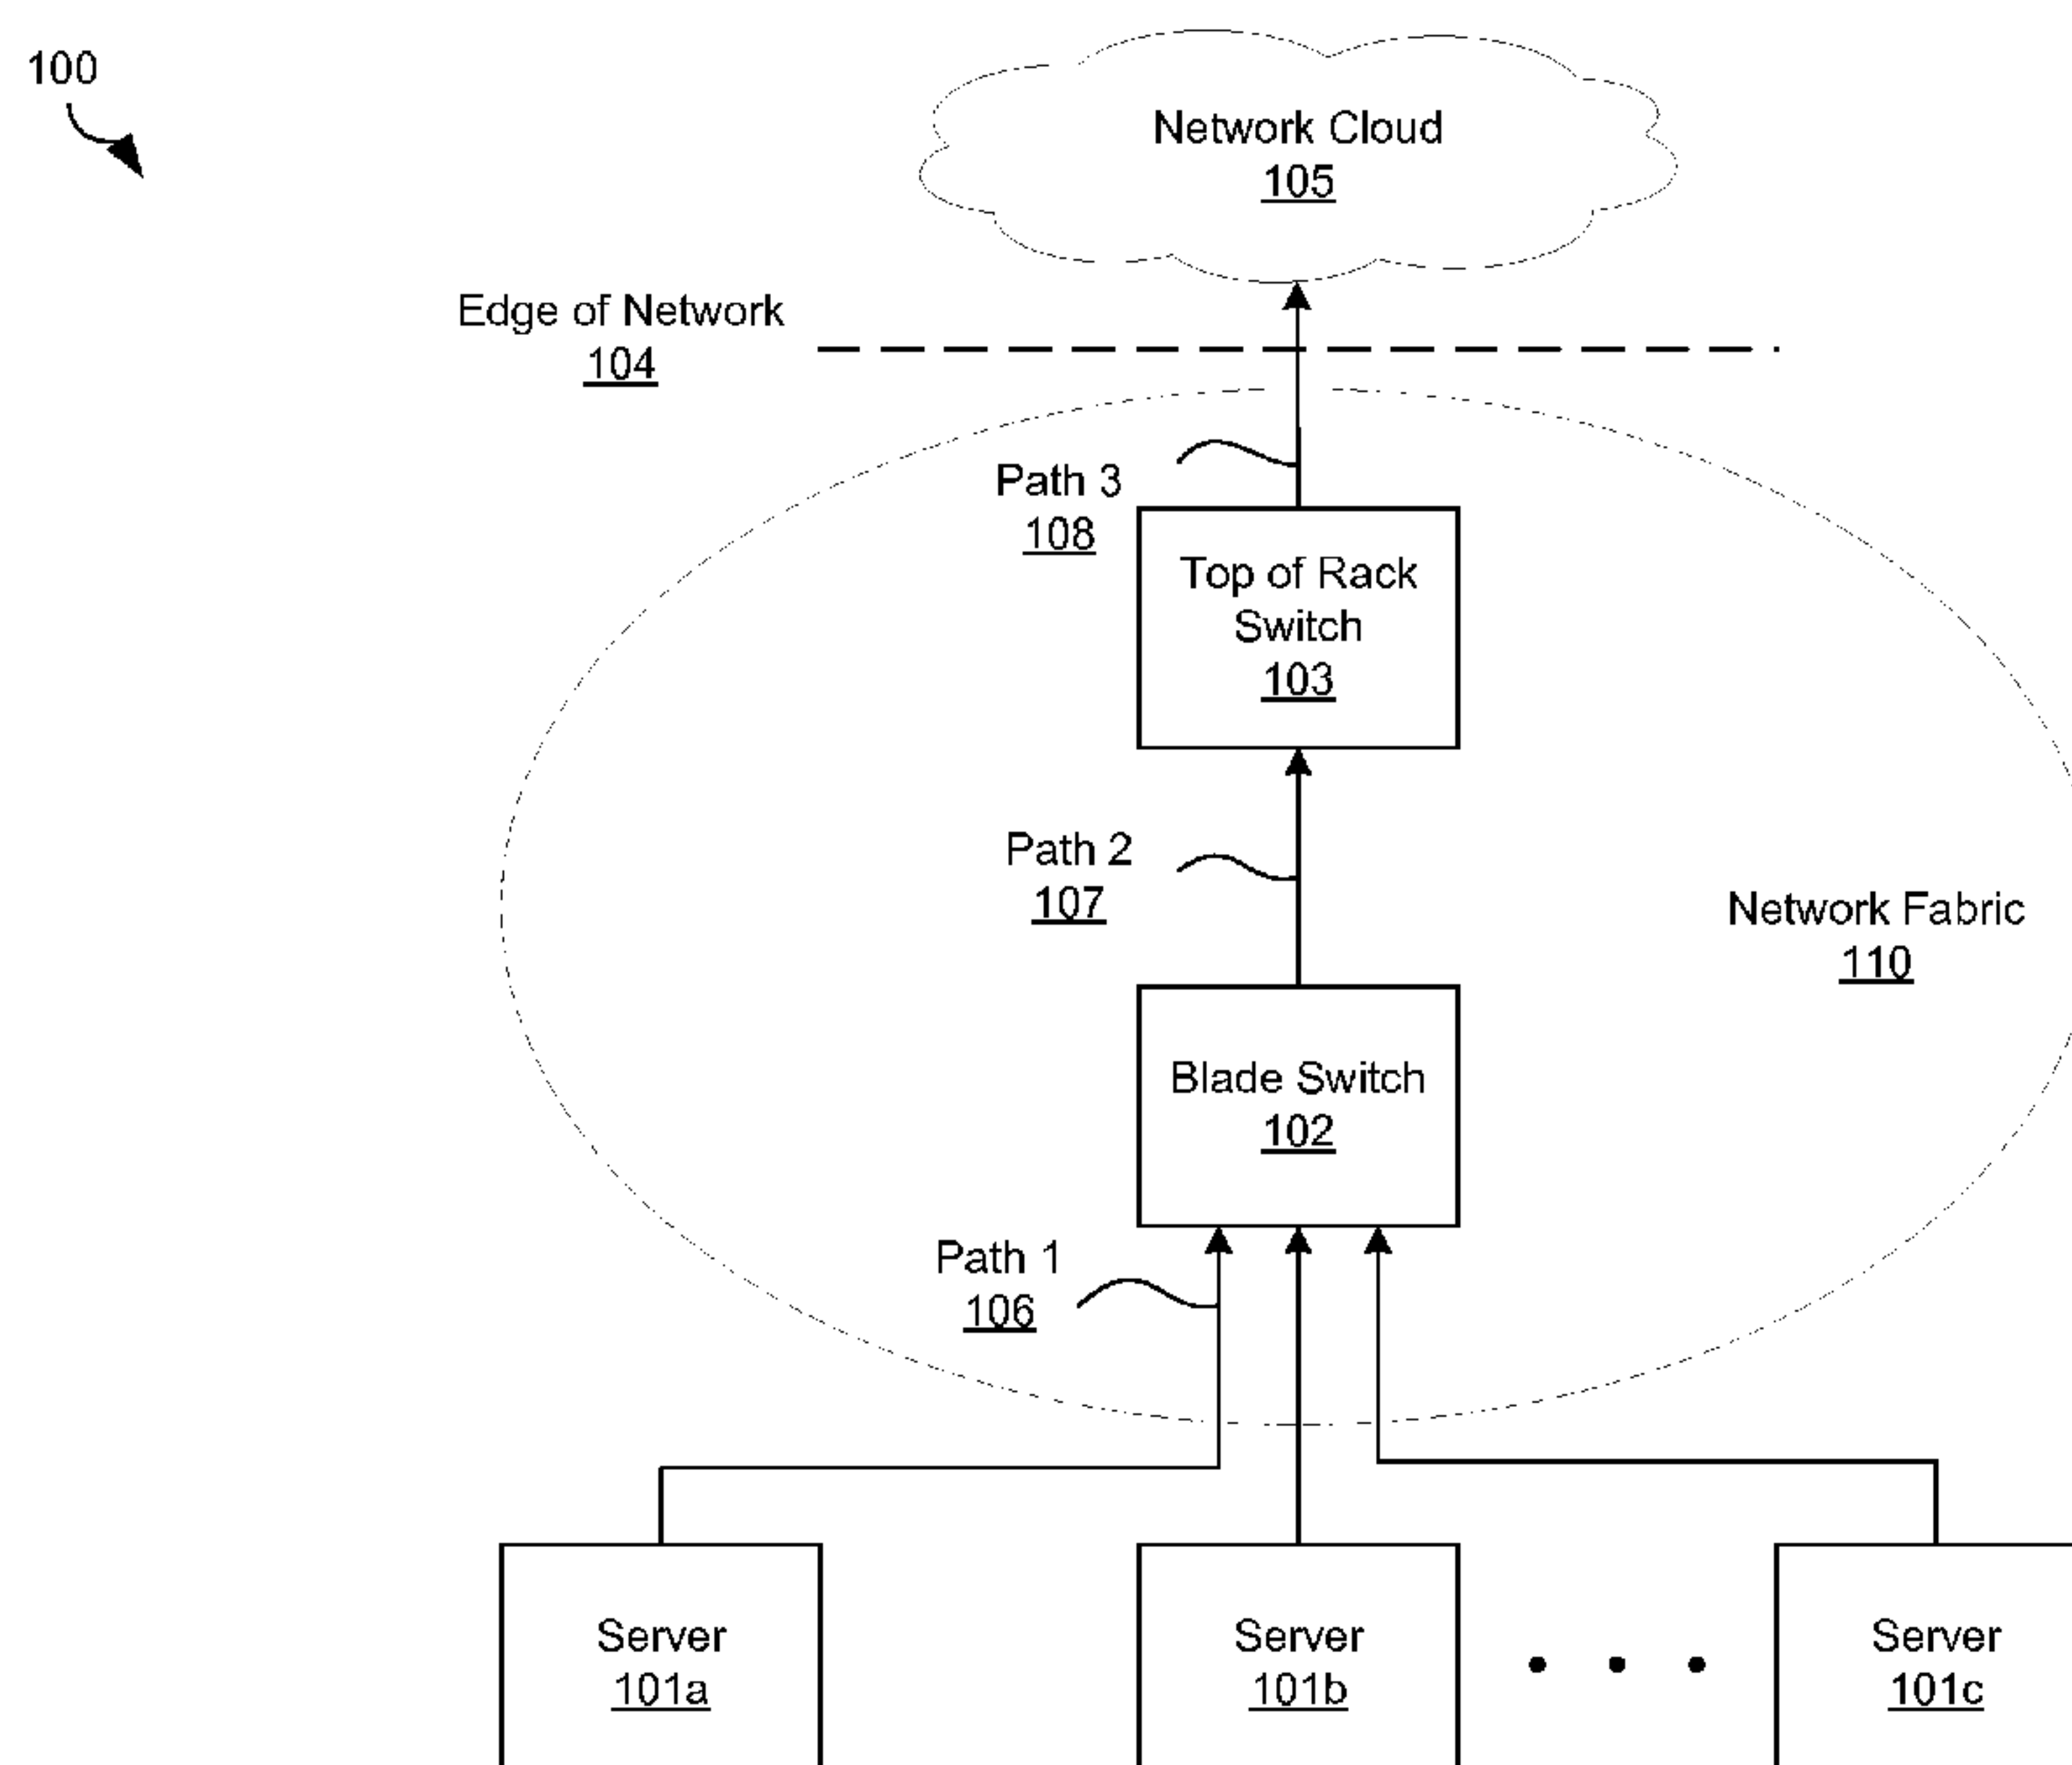 100
Network Cloud
105
Edge of Network
104
Path 3
108
Top of Rack
Switch
103
Path 2
107
Network Fabric
110
Blade Switch
102
Path 1
106
Server
101a
Server
101b
Server
101c